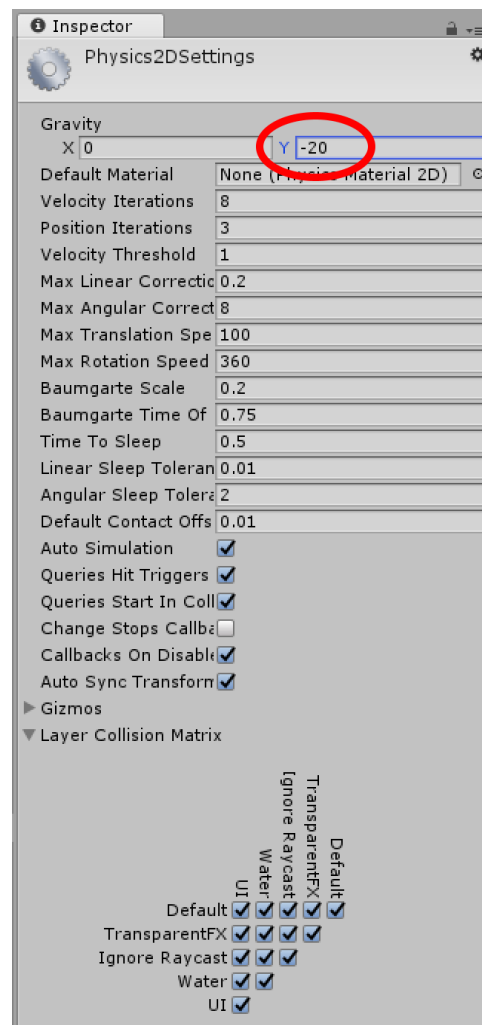 Inspector
Physics2DSettings
Gravity
X 0 Y -20
Default Material None (Physics Material 2D)
Velocity Iterations 8
Position Iterations 3
Velocity Threshold 1
Max Linear Correctio 0.2
Max Angular Correct 8
Max Translation Spe 100
Max Rotation Speed 360
Baumgarte Scale 0.2
Baumgarte Time Of 0.75
Time To Sleep 0.5
Linear Sleep Toleran 0.01
Angular Sleep Tolera 2
Default Contact Offs 0.01
Auto Simulation
Queries Hit Triggers
Queries Start In Coll
Change Stops Callba
Callbacks On Disable
Auto Sync Transform
Gizmos
Layer Collision Matrix
UI
Water
Ignore Raycast
TransparentFX
Default
Default
TransparentFX
Ignore Raycast
Water
UI